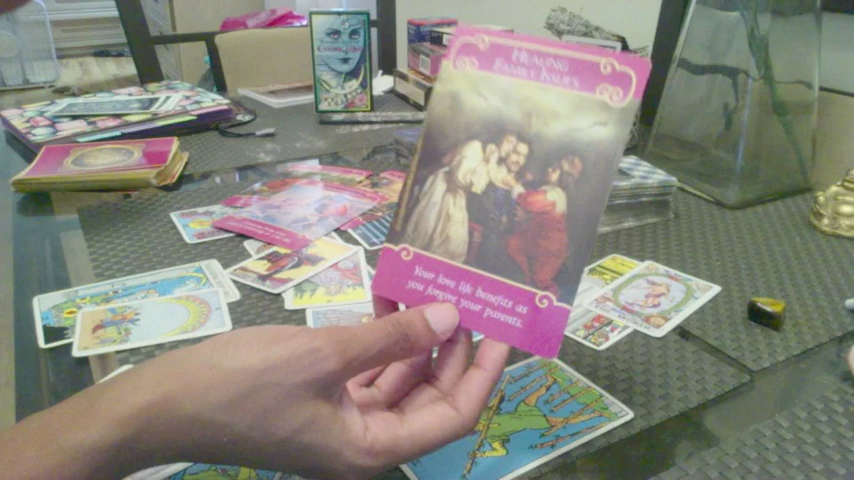 HEALING
FAMILY ISSUES
Your love life benefits as
you forgive your parents.